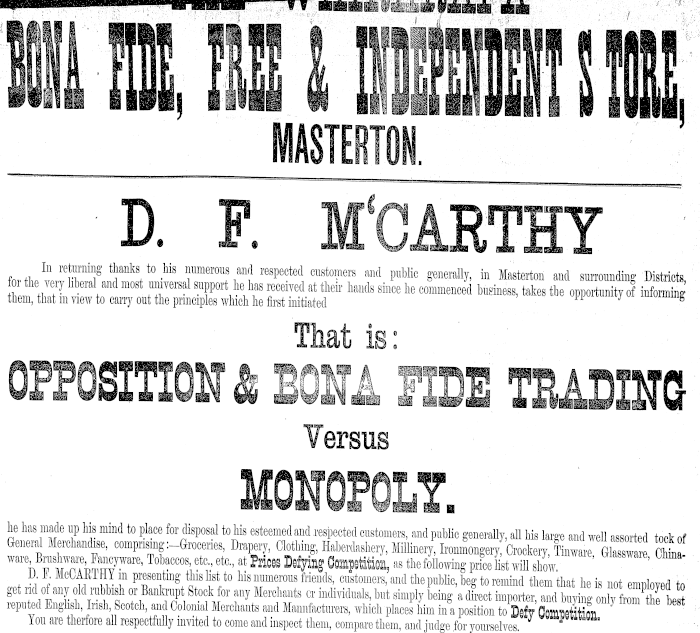 BONA FIDE, FREE & INDEPENDENT STORE,
MASTERTON.
D. F. M‘CARTHY
In returning thanks to his numerous and respected customers and public generally, in Masterton and surrounding Districts,
for the very liberal and most universal support he has received at their hands since he commenced business, takes the opportunity of informing
them, that in view to carry out the principles which he first initiated
That is:
OPPOSITION & BONA FIDE TRADING
Versus
MONOPOLY.
he has made up his mind to place for disposal to his esteemed and respected customers, and public generally, all his large and well assorted tock of
General Merchandise, comprising:—Groceries, Drapery, Clothing, Haberdashery, Millinery, Ironmongery, Crockery, Tinware, Glassware, China-
ware, Brushware, Fancyware, Tobaccos, etc., etc., at Prices Defying Competition, as the following price list will show.
D. F. McCARTHY in presenting this list to his numerous friends, customers, and the public, beg to remind them that he is not employed to
get rid of any old rubbish or Bankrupt Stock for any Merchants or individuals, but simply being a direct importer, and buying only from the best
reputed English, Irish, Scotch, and Colonial Merchants and Manufacturers, which places him in a position to Defy Competition.
You are therfore all respectfully invited to come and inspect them, compare them, and judge for yourselves.